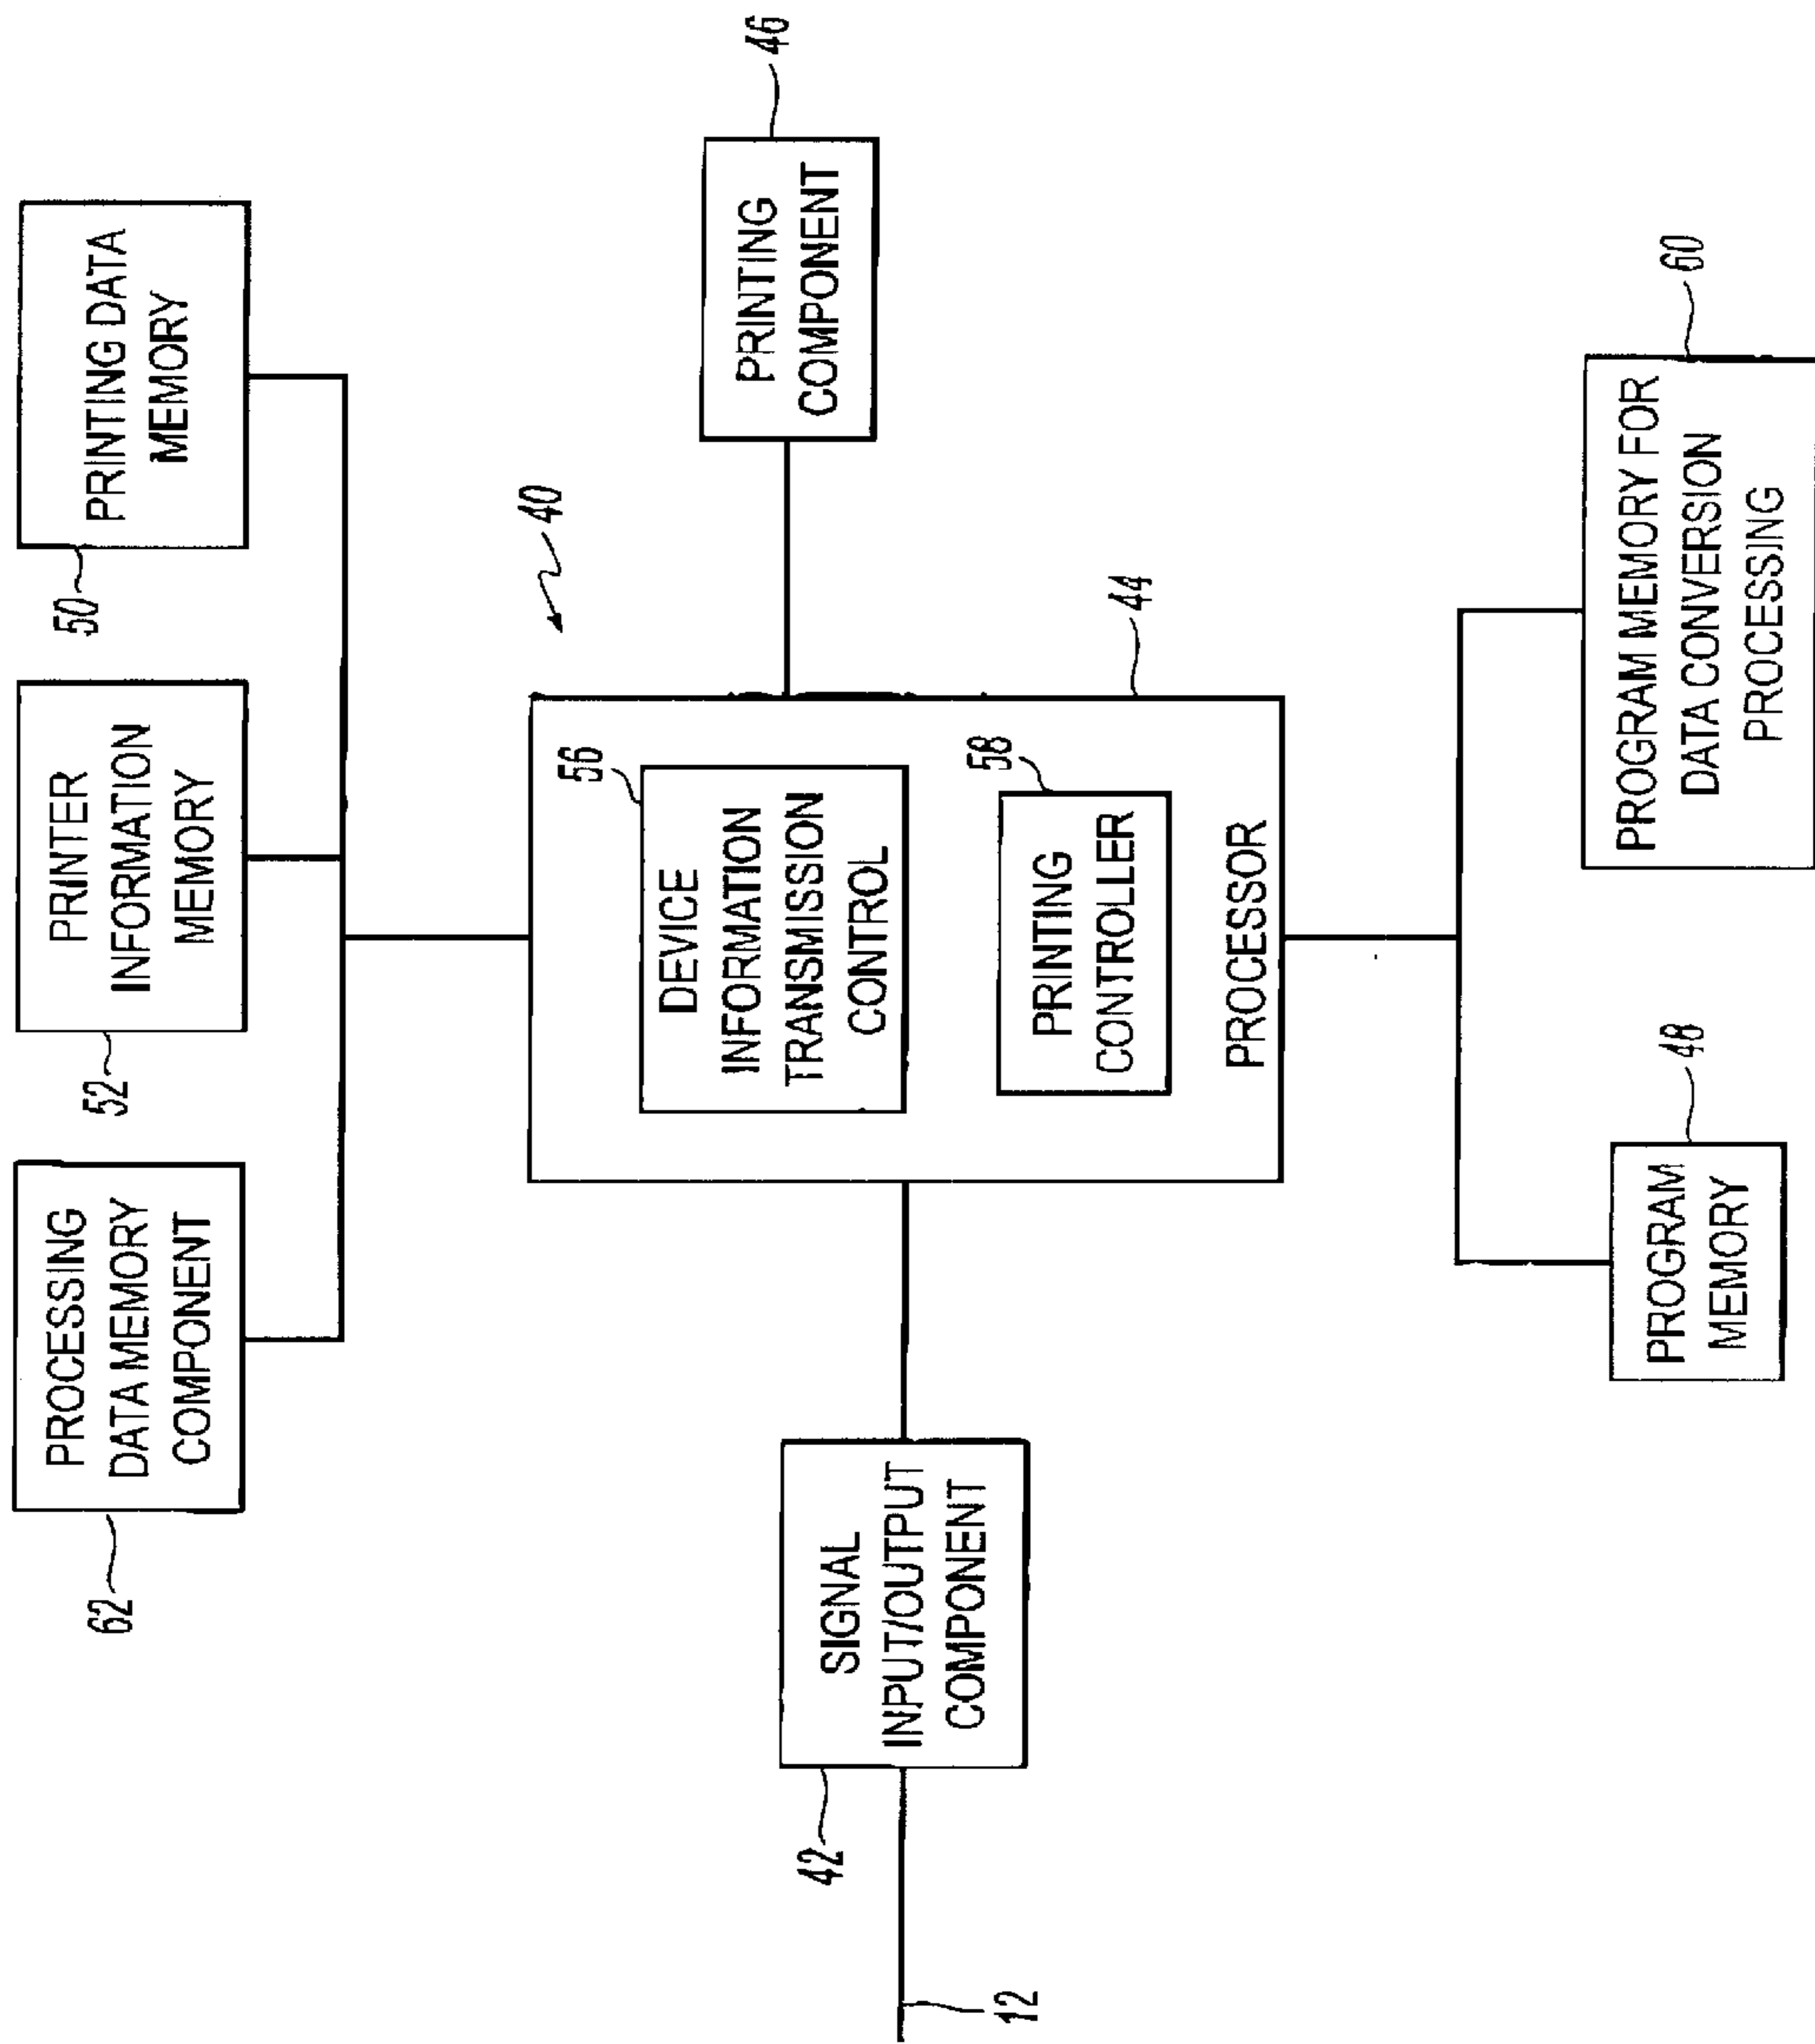 PROCESSING
DATA MEMORY
COMPONENT
62
PRINTER
INFORMATION
MEMORY
52
PRINTING DATA
MEMORY
50
40
SIGNAL
INPUT/OUTPUT
COMPONENT
42
12
DEVICE
INFORMATION
TRANSMISSION
CONTROL
56
PRINTING
CONTROLLER
58
PROCESSOR
44
PRINTING
COMPONENT
46
PROGRAM
MEMORY
48
PROGRAM MEMORY FOR
DATA CONVERSION
PROCESSING
60